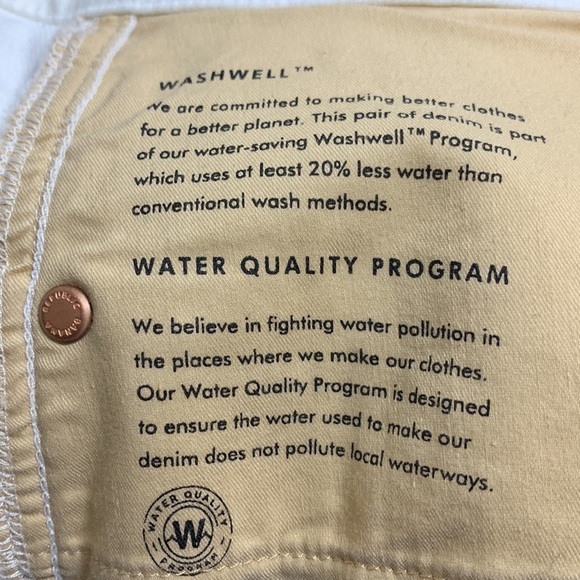 WASHWELL™
We are committed to making better clothes
for a better planet. This pair of denim is part
of our water-saving Washwell™ Program,
which uses at least 20% less water than
conventional wash methods.
WATER QUALITY PROGRAM
We believe in fighting water pollution in
the places where we make our clothes.
Our Water Quality Program is designed
to ensure the water used to make our
denim does not pollute local waterways.
BANANA REPUBLIC
WATER QUALITY
W
PROGRAM